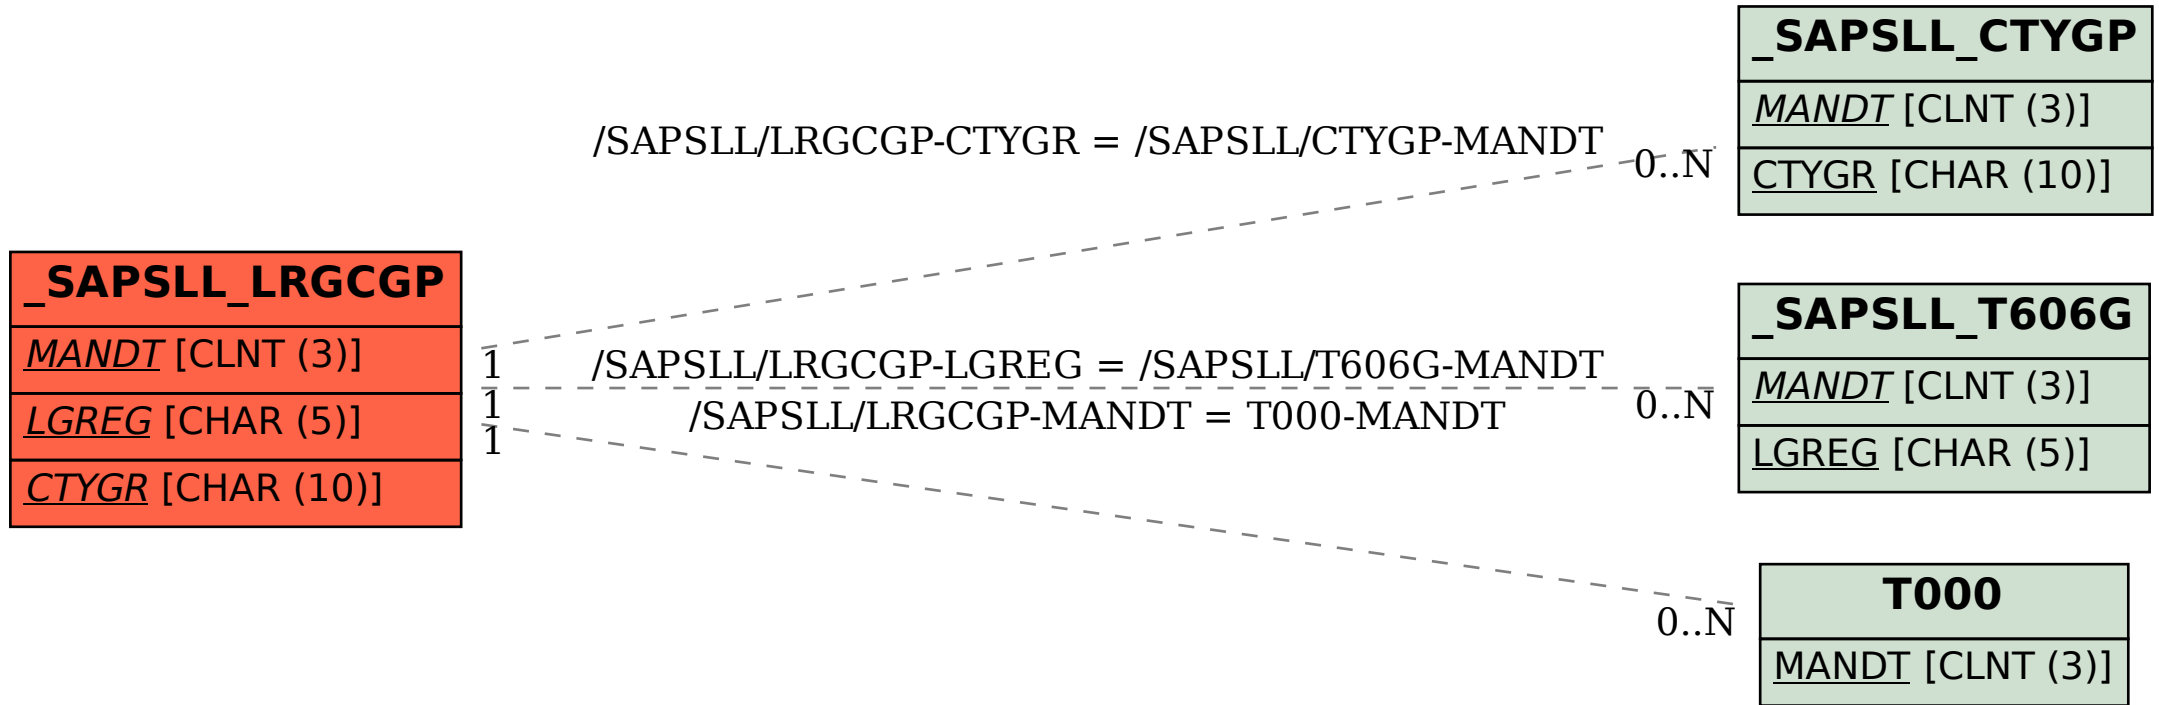 _SAPSLL_CTYGP
MANDT [CLNT (3)]
CTYGR [CHAR (10)]
/SAPSLL/LRGCGP-CTYGR = /SAPSLL/CTYGP-MANDT
0..N
_SAPSLL_LRGCGP
MANDT [CLNT (3)]
LGREG [CHAR (5)]
CTYGR [CHAR (10)]
1
/SAPSLL/LRGCGP-LGREG = /SAPSLL/T606G-MANDT
1
0..N
/SAPSLL/LRGCGP-MANDT = T000-MANDT
1
_SAPSLL_T606G
MANDT [CLNT (3)]
LGREG [CHAR (5)]
0..N
T000
MANDT [CLNT (3)]